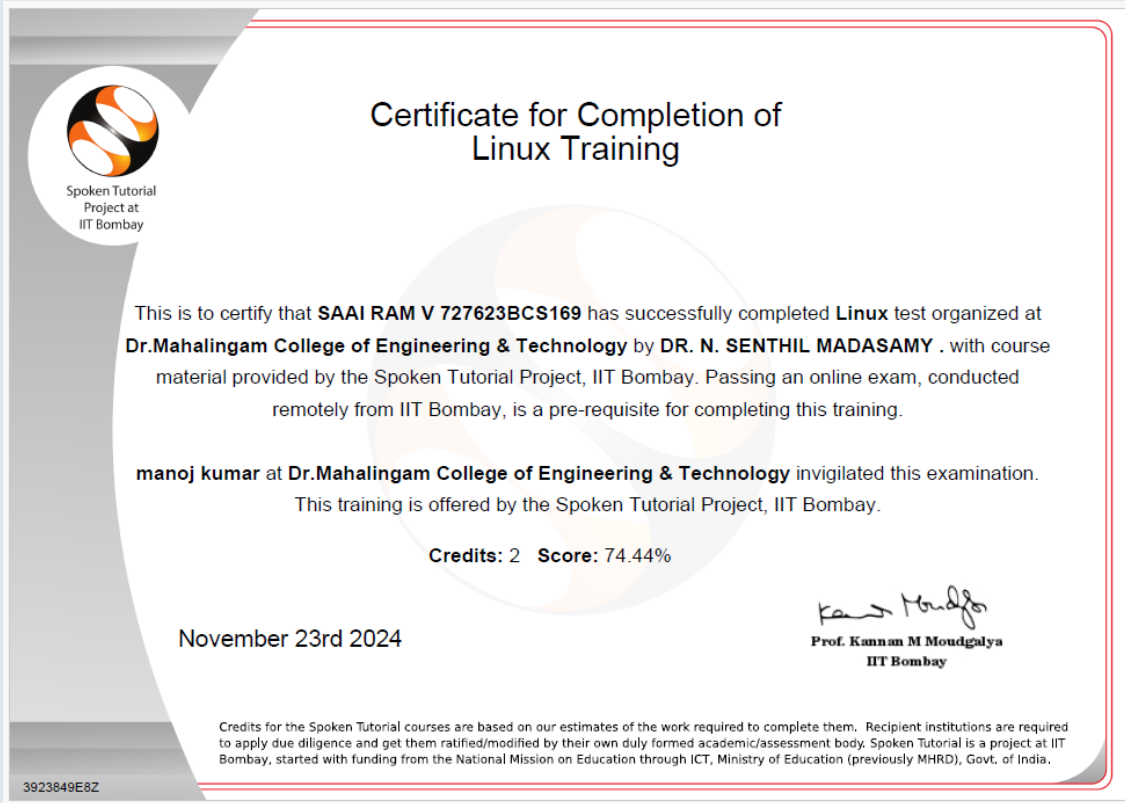 Certificate for Completion of
Linux Training
Spoken Tutorial
Project at
IIT Bombay
This is to certify that SAAI RAM V 727623BCS169 has successfully completed Linux test organized at
Dr.Mahalingam College of Engineering & Technology by DR. N. SENTHIL MADASAMY . with course
material provided by the Spoken Tutorial Project, IIT Bombay. Passing an online exam, conducted
remotely from IIT Bombay, is a pre-requisite for completing this training.
manoj kumar at Dr.Mahalingam College of Engineering & Technology invigilated this examination.
This training is offered by the Spoken Tutorial Project, IIT Bombay.
Credits: 2 Score: 74.44%
November 23rd 2024
Prof. Kannan M Moudgalya
IIT Bombay
Credits for the Spoken Tutorial courses are based on our estimates of the work required to complete them. Recipient institutions are required
to apply due diligence and get them ratified/modified by their own duly formed academic/assessment body. Spoken Tutorial is a project at IIT
Bombay, started with funding from the National Mission on Education through ICT, Ministry of Education (previously MHRD), Govt. of India.
3923849E8Z